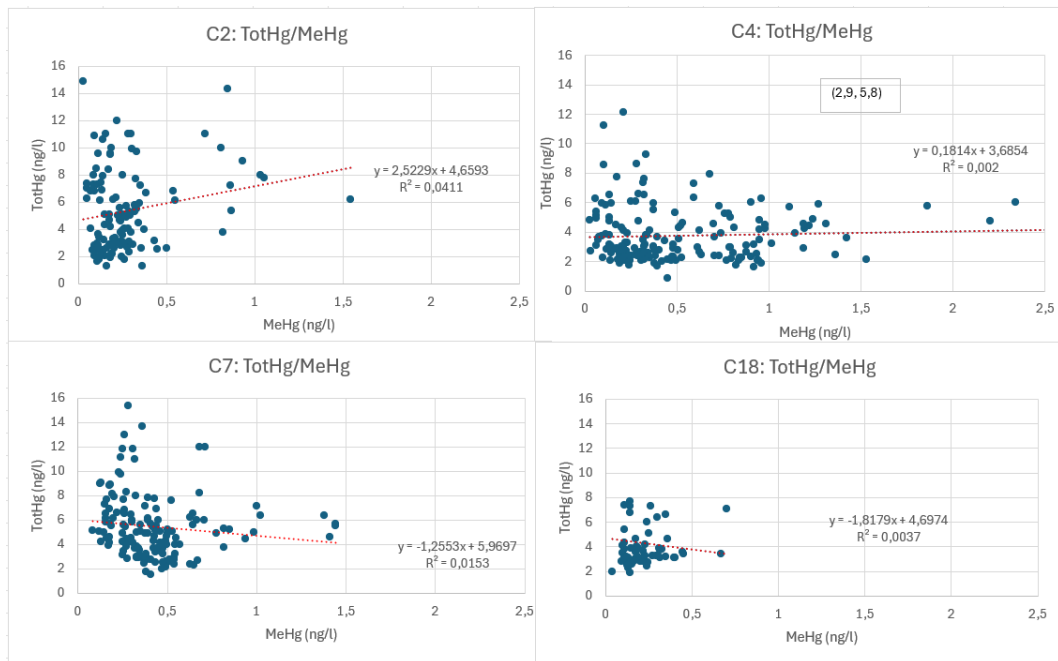 C2: TotHg/MeHg
16
14
12
10
8
6
4
2
0
TotHg (ng/l)
y = 2,5229x + 4,6593
R² = 0,0411
0 0,5 1 1,5 2 2,5
MeHg (ng/l)
C4: TotHg/MeHg
16
14
12
10
8
6
4
2
0
TotHg (ng/l)
(2,9, 5,8)
y = 0,1814x + 3,6854
R² = 0,002
0 0,5 1 1,5 2 2,5
MeHg (ng/l)
C7: TotHg/MeHg
16
14
12
10
8
6
4
2
0
TotHg (ng/l)
y = -1,2553x + 5,9697
R² = 0,0153
0 0,5 1 1,5 2 2,5
MeHg (ng/l)
C18: TotHg/MeHg
16
14
12
10
8
6
4
2
0
TotHg (ng/l)
y = -1,8179x + 4,6974
R² = 0,0037
0 0,5 1 1,5 2 2,5
MeHg (ng/l)